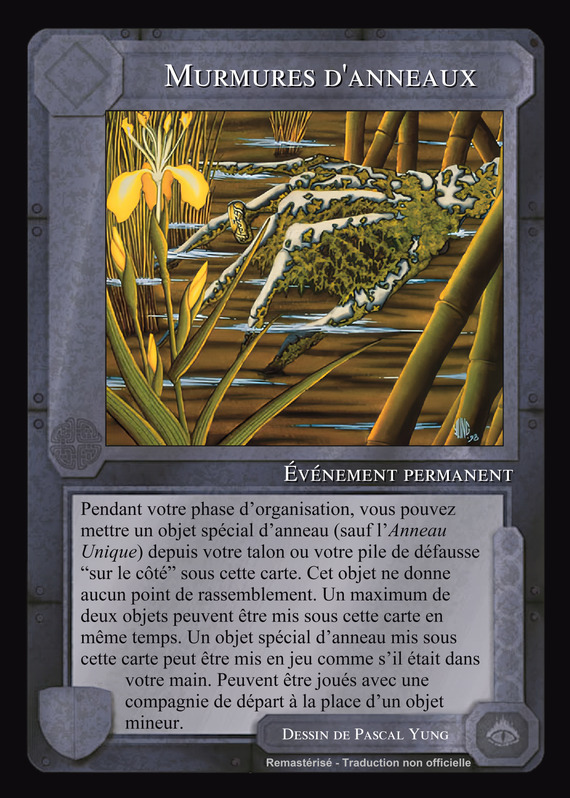 Murmures d'anneaux
YUNG
.98
Événement permanent
Pendant votre phase d’organisation, vous pouvez
mettre un objet spécial d’anneau (sauf l’Anneau
Unique) depuis votre talon ou votre pile de défausse
“sur le côté” sous cette carte. Cet objet ne donne
aucun point de rassemblement. Un maximum de
deux objets peuvent être mis sous cette carte en
même temps. Un objet spécial d’anneau mis sous
cette carte peut être mis en jeu comme s’il était dans
votre main. Peuvent être joués avec une
compagnie de départ à la place d’un objet
mineur.
Dessin de Pascal Yung
Remastérisé - Traduction non officielle